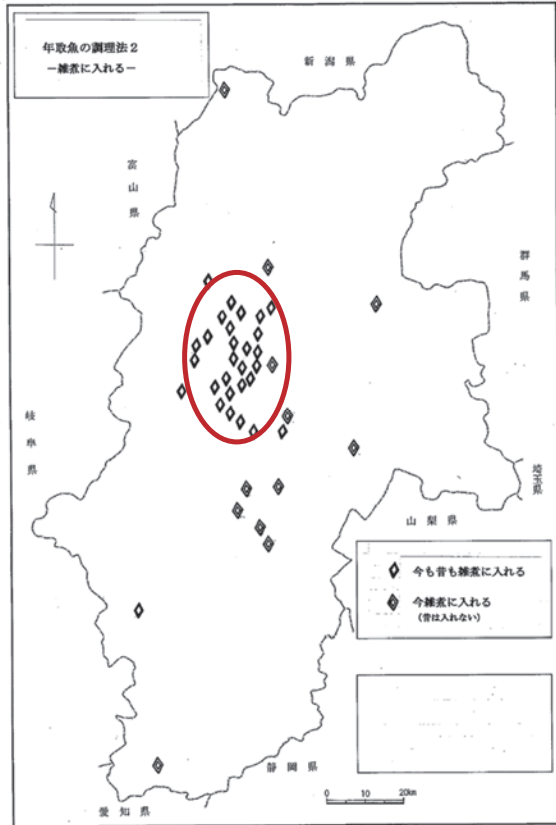 年取魚の調理法2
―雑煮に入れる―
新潟県
富山県
群馬県
岐阜県
埼玉県
山梨県
今も昔も雑煮に入れる
今雑煮に入れる
(昔は入れない)
静岡県
愛知県
0 10 20km